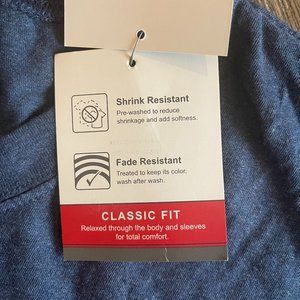 Shrink Resistant
Pre-washed to reduce
shrinkage and add softness.
Fade Resistant
Treated to keep its color,
wash after wash.
CLASSIC FIT
Relaxed through the body and sleeves
for total comfort.